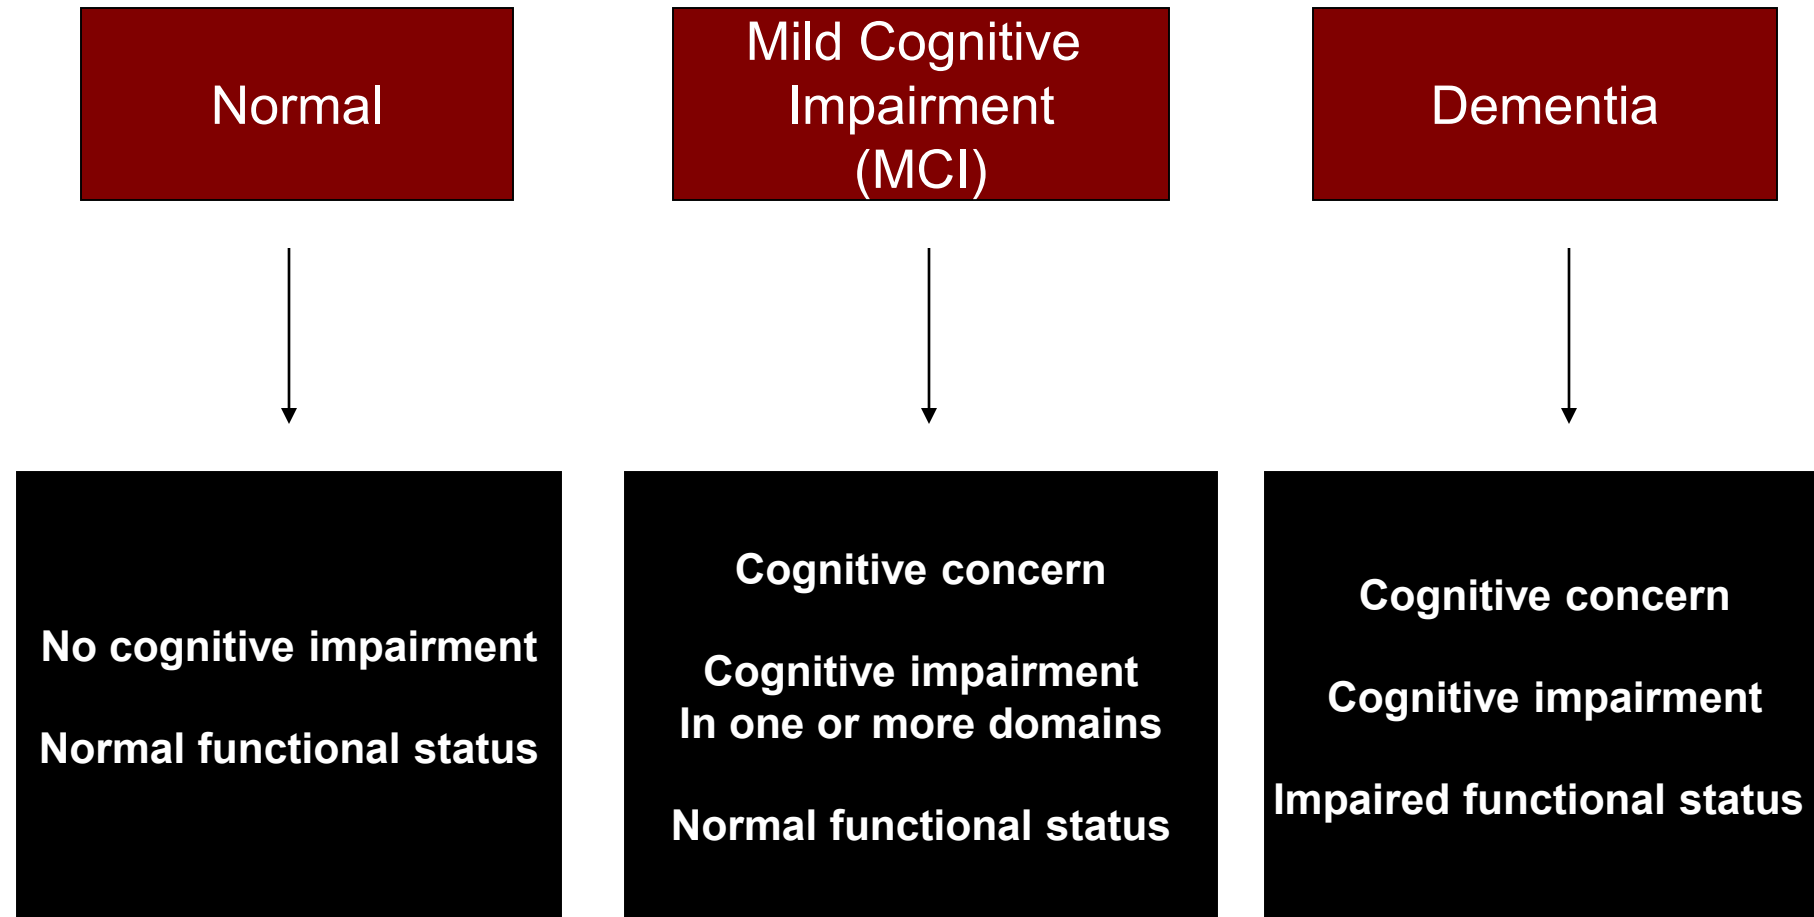 Normal
Mild Cognitive
Impairment
(MCI)
Dementia
No cognitive impairment
Normal functional status
Cognitive concern
Cognitive impairment
In one or more domains
Normal functional status
Cognitive concern
Cognitive impairment
Impaired functional status